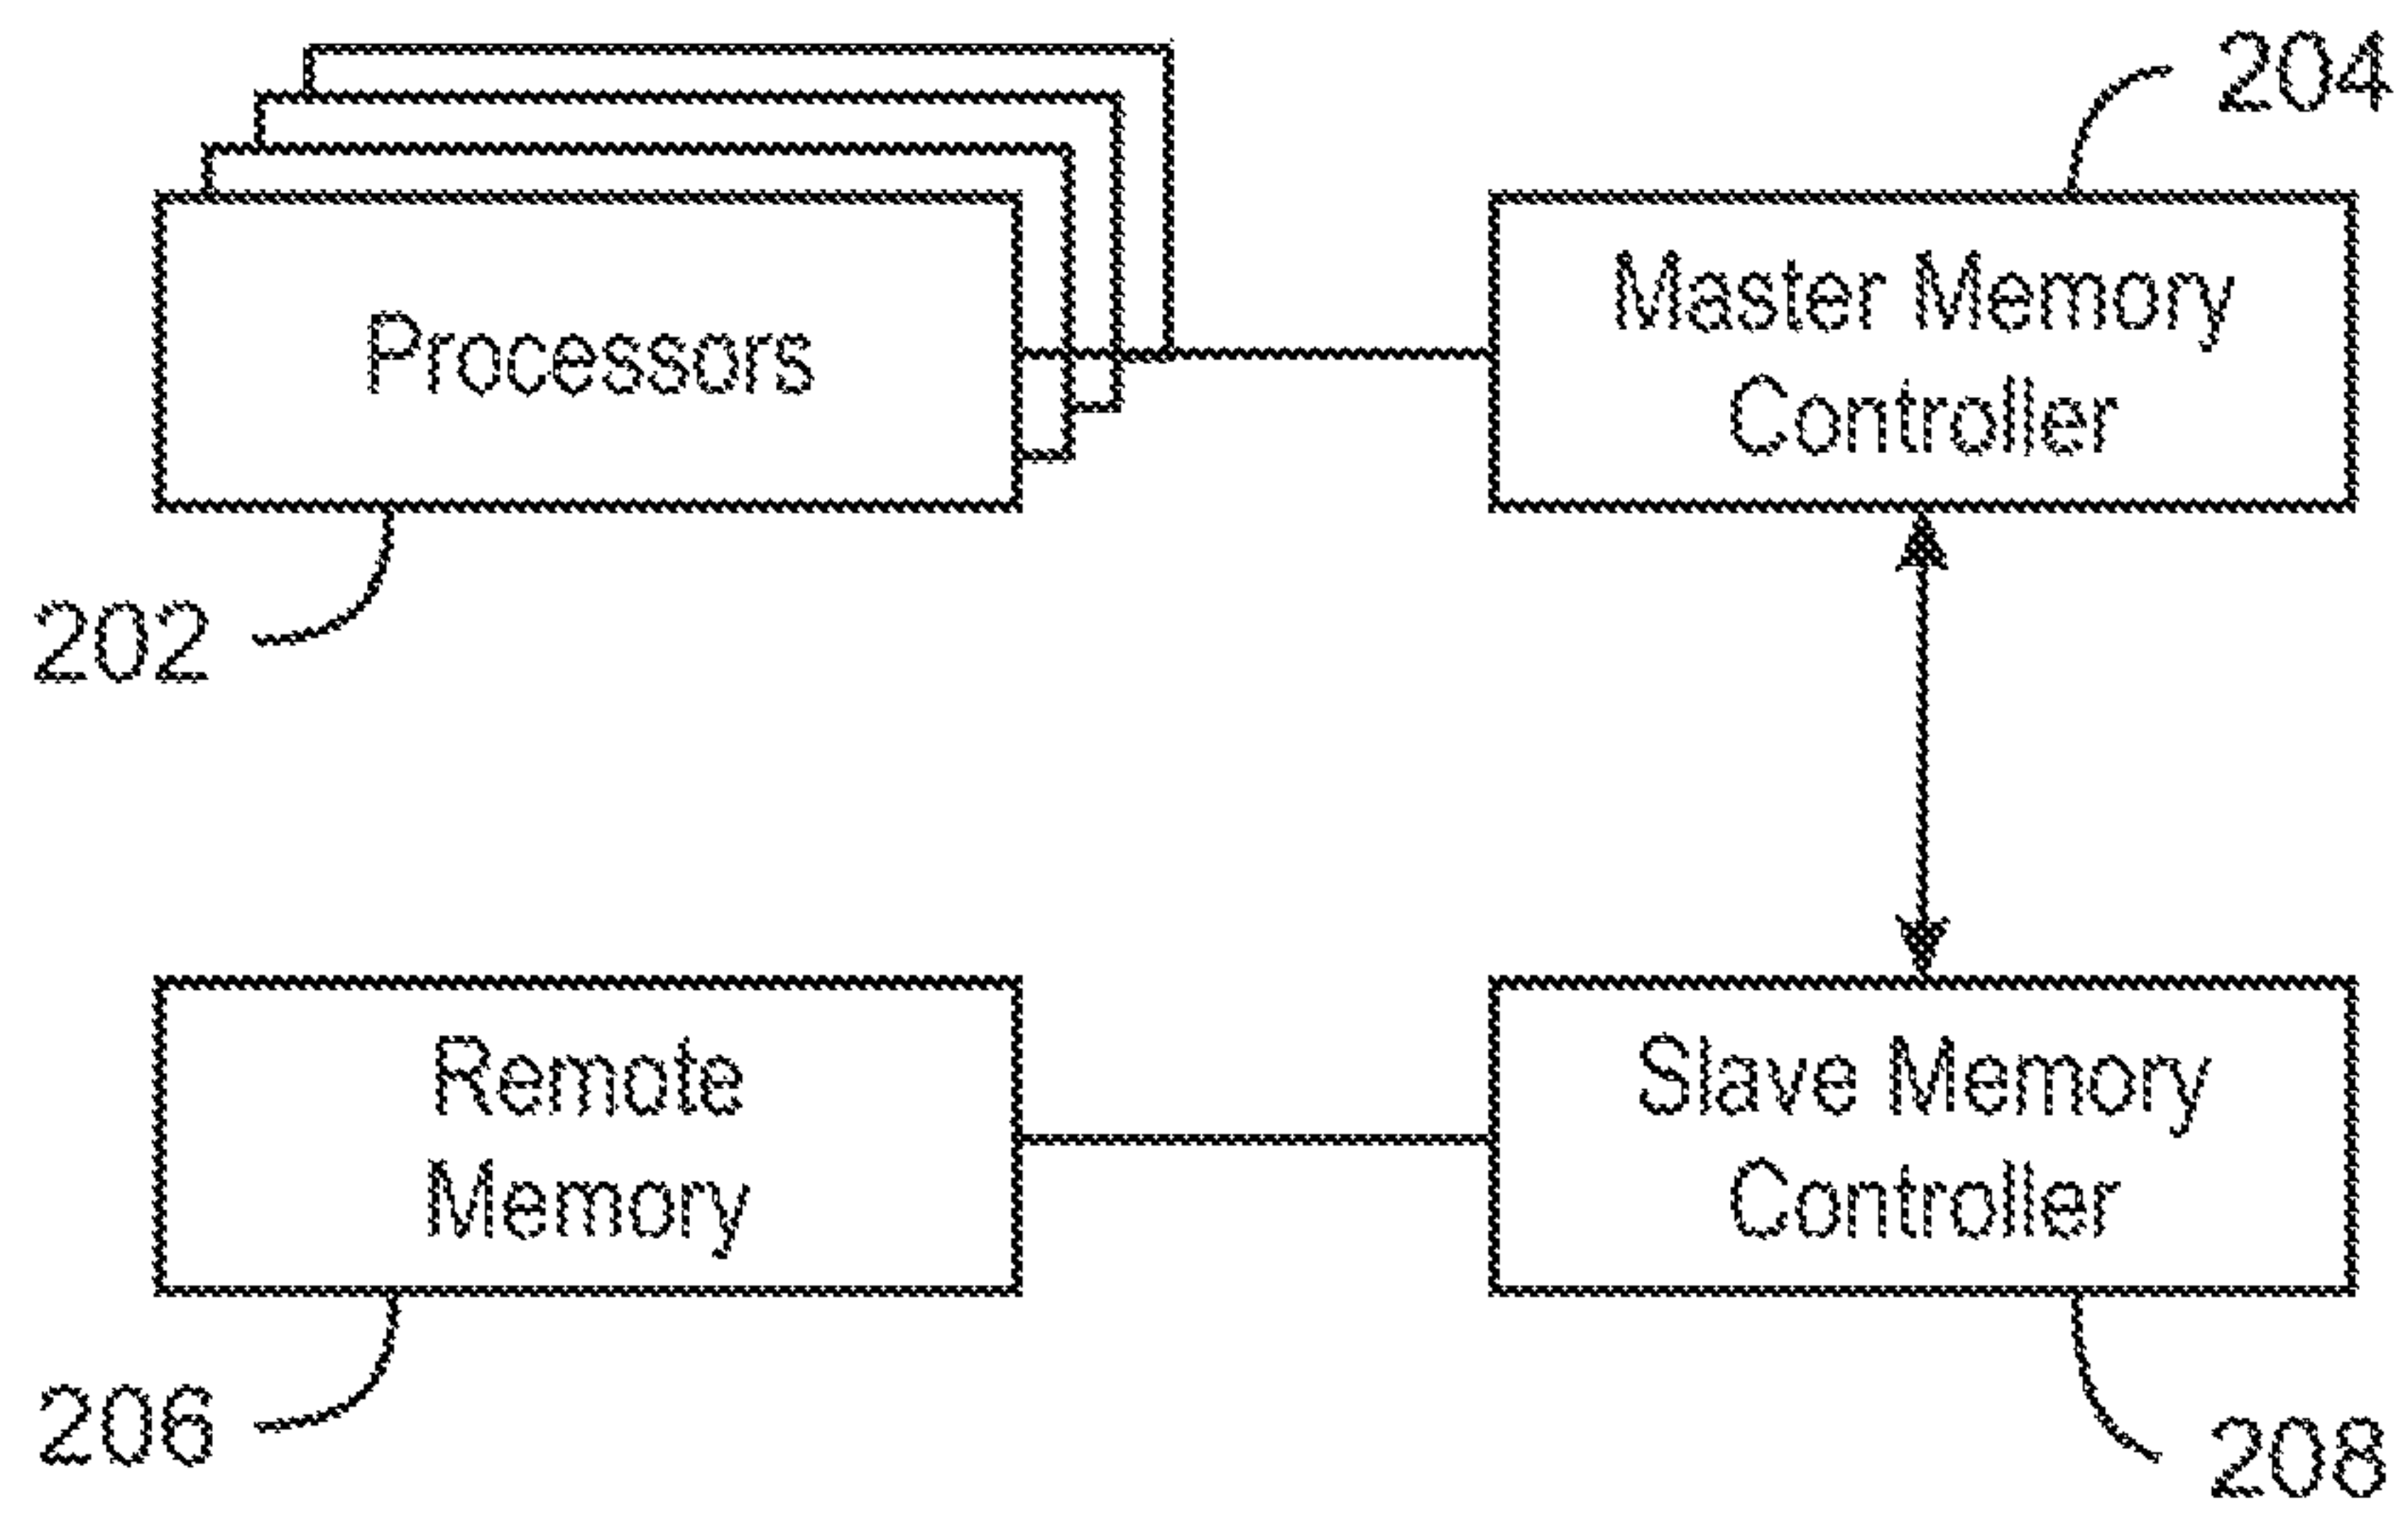 204
Processors
Master Memory
Controller
202
Remote
Memory
Slave Memory
Controller
206
208